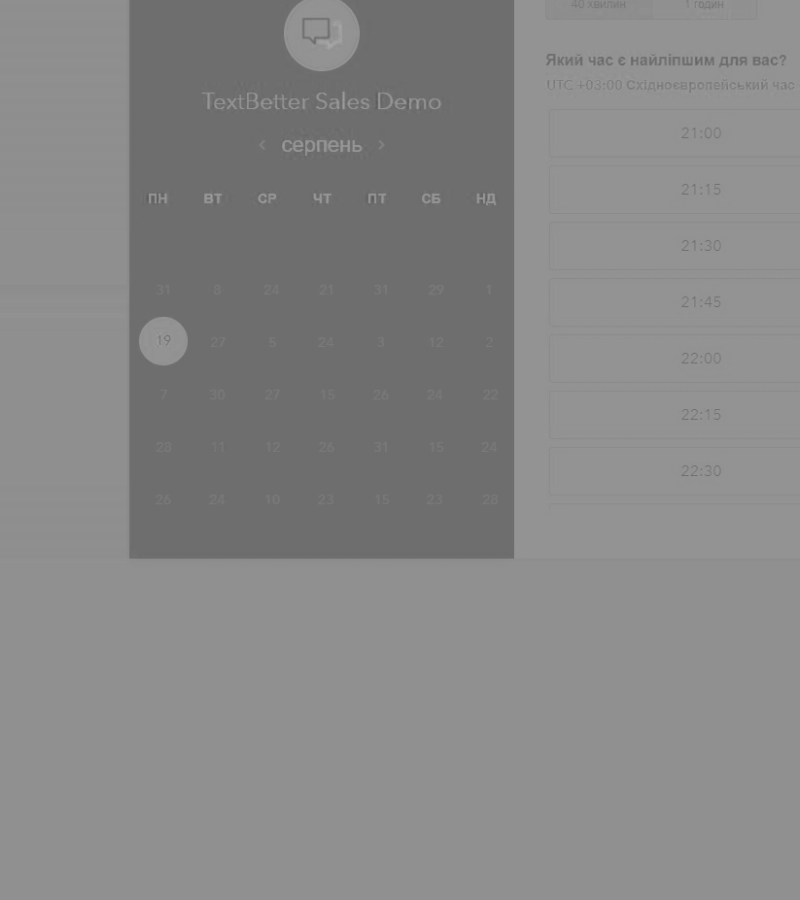 40 хвилин 1 годин
TextBetter Sales Demo
‹ серпень ›
ПН ВТ СР ЧТ ПТ СБ НД
31 8 24 21 31 29 1
19 27 5 24 3 12 2
7 30 27 15 26 24 22
28 11 12 26 31 15 24
26 24 10 23 15 23 28
Який час є найліпшим для вас?
UTC +03:00 Східноєвропейський час
21:00
21:15
21:30
21:45
22:00
22:15
22:30